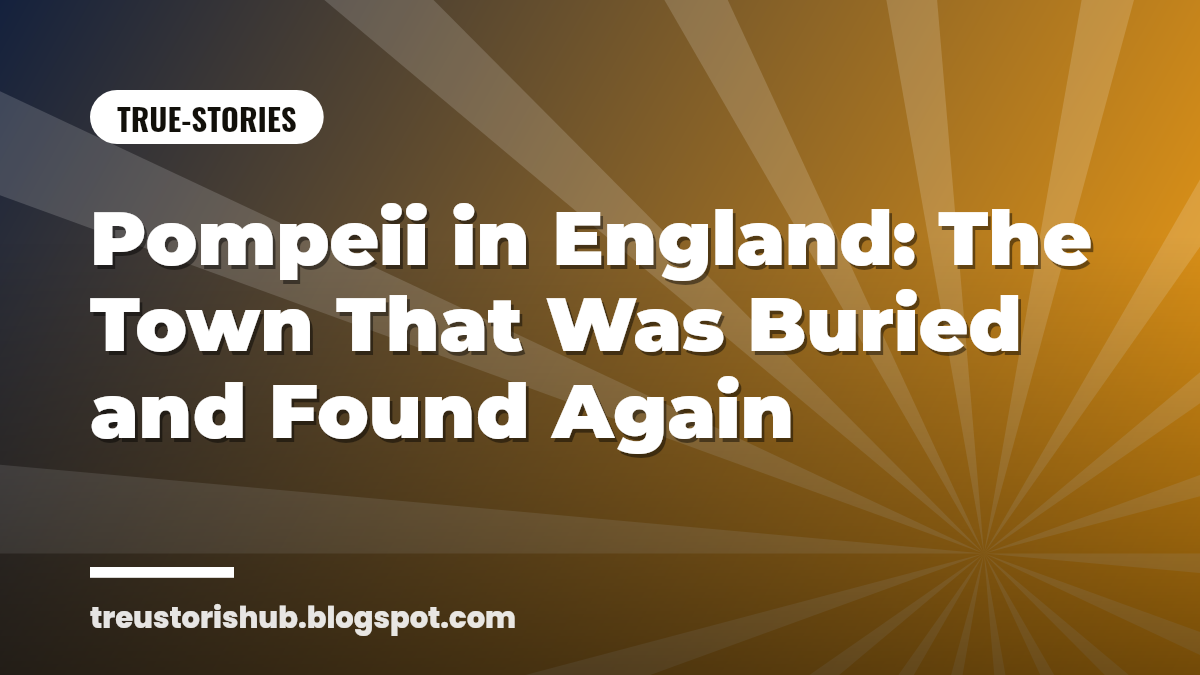 TRUE-STORIES
Pompeii in England: The
Town That Was Buried
and Found Again
treustorishub.blogspot.com